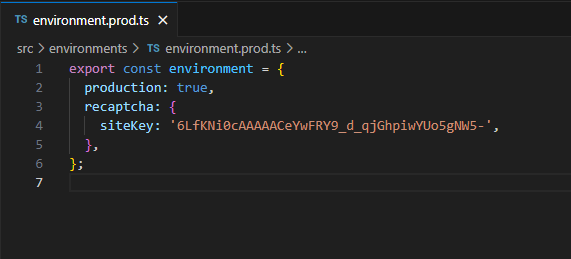 TS environment.prod.ts ×
src > environments > TS environment.prod.ts > ...
1 export const environment = {
2   production: true,
3   recaptcha: {
4     siteKey: '6LfKNi0cAAAAACeYwFRY9_d_qjGhpiwYUo5gNW5-',
5   },
6 };
7